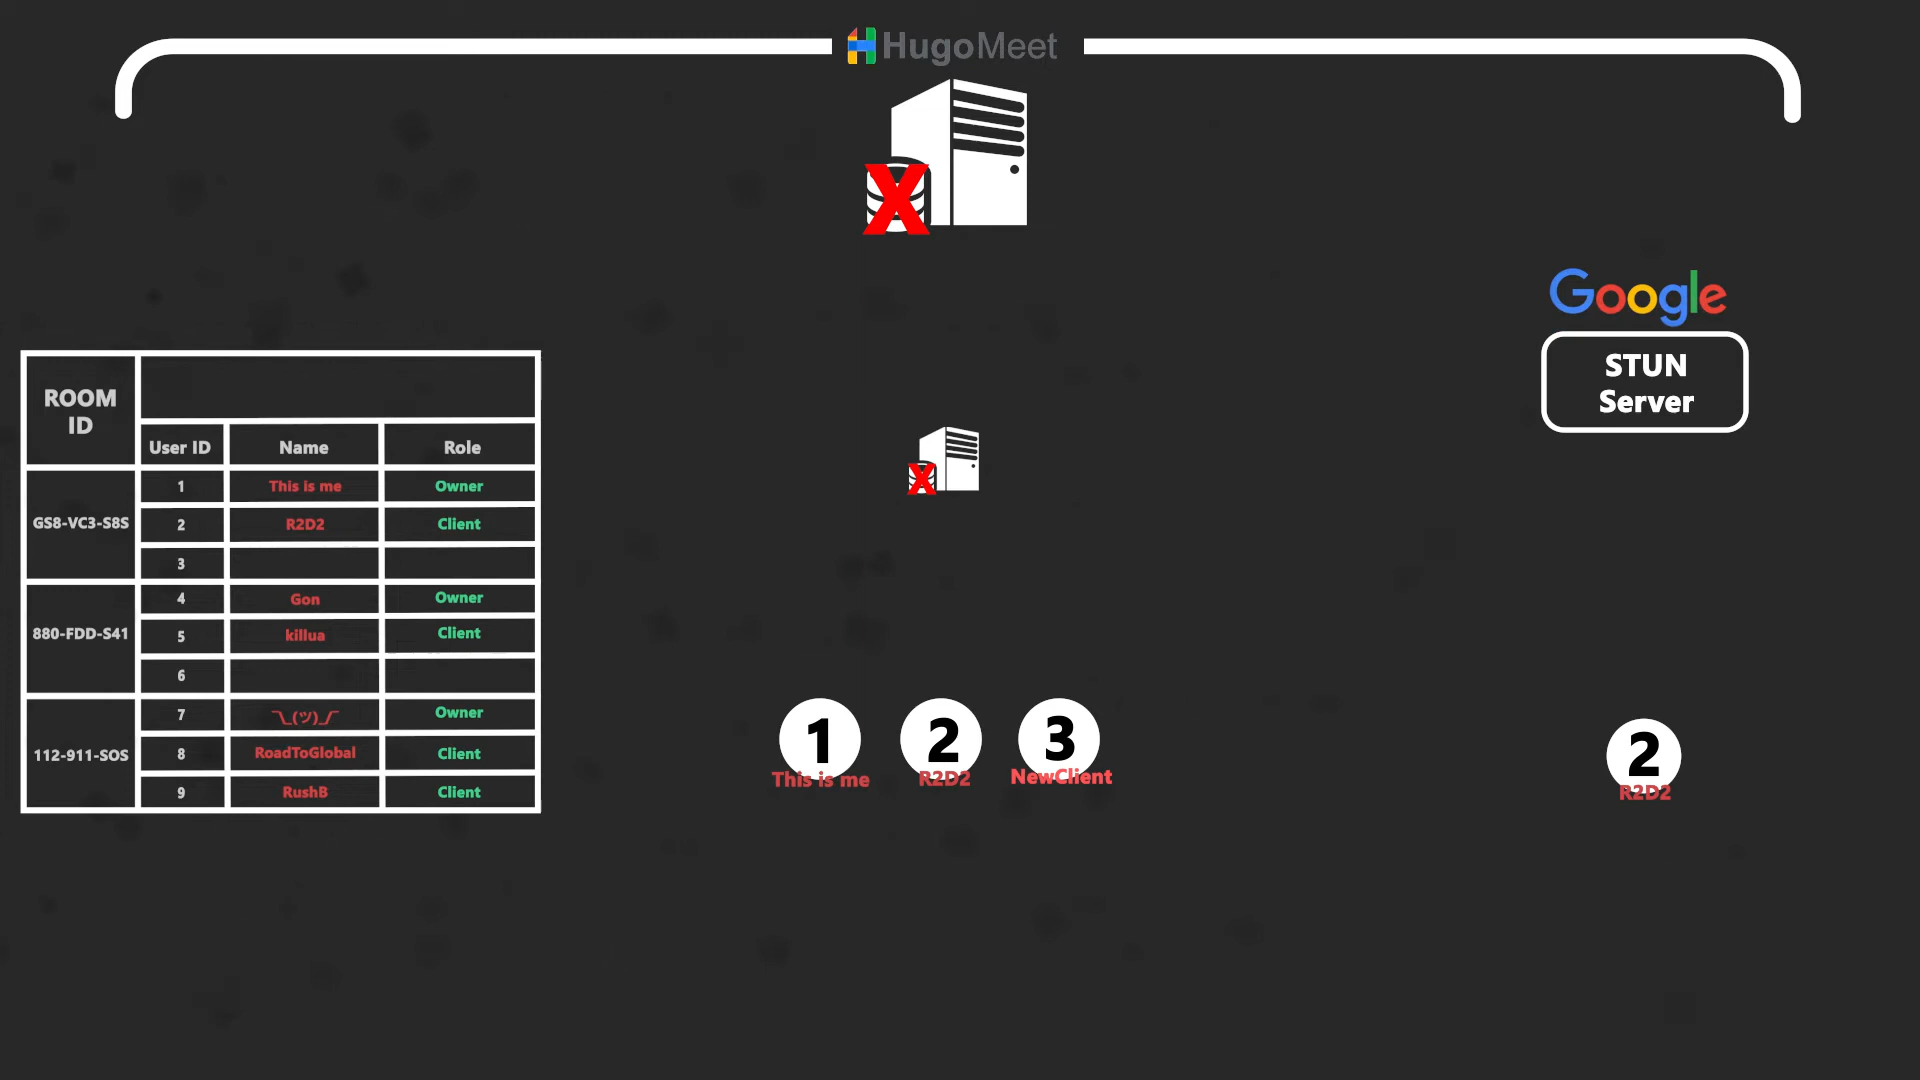 HugoMeet
Google
STUN
Server
ROOM
ID
User ID Name Role
GS8-VC3-S8S
1 This is me Owner
2 R2D2 Client
3
880-FDD-S41
4 Gon Owner
5 killua Client
6
112-911-SOS
7 ¯\_(ツ)_/¯ Owner
8 RoadToGlobal Client
9 RushB Client
1 2 3
This is me R2D2 NewClient
2
R2D2
X
X